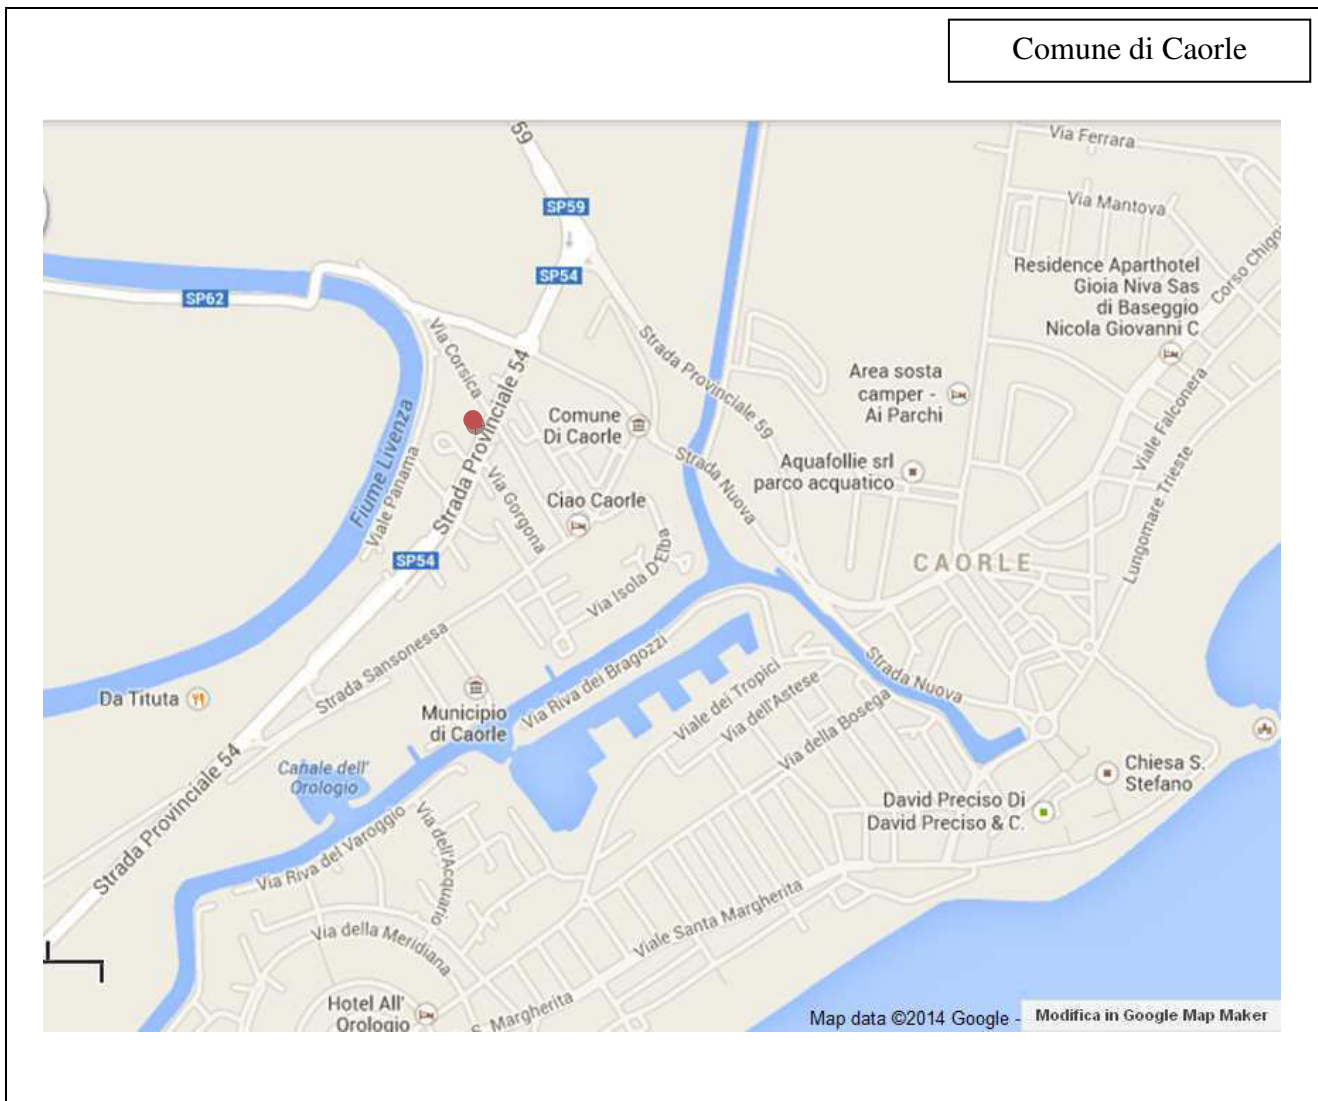 Comune di Caorle
59
Via Ferrara
SP59
Via Mantova
Residence Aparthotel
Gioia Niva Sas
di Baseggio
Nicola Giovanni C
Corso Chigg
SP54
SP62
Via Corsica
Strada Provinciale 54
Strada Provinciale 59
Area sosta
camper -
Ai Parchi
Viale Falconera
Comune
Di Caorle
Fiume Livenza
Viale Panama
Strada Nuova
Aquafollie srl
parco acquatico
Via Gorgona
Ciao Caorle
Lungomare Trieste
SP54
CAORLE
Via Isola D'Elba
Strada Sansonessa
Via Riva dei Bragozzi
Strada Nuova
Da Tituta
Municipio
di Caorle
Viale dei Tropici
Via dell'Astese
Via della Bosega
Strada Provinciale 54
Canale dell'
Orologio
Chiesa S.
Stefano
David Preciso Di
David Preciso & C.
Via Riva del Varoggio
Via dell'Acquario
Via della Meridiana
Viale Santa Margherita
Hotel All'
Orologio
S. Margherita
Map data ©2014 Google -
Modifica in Google Map Maker